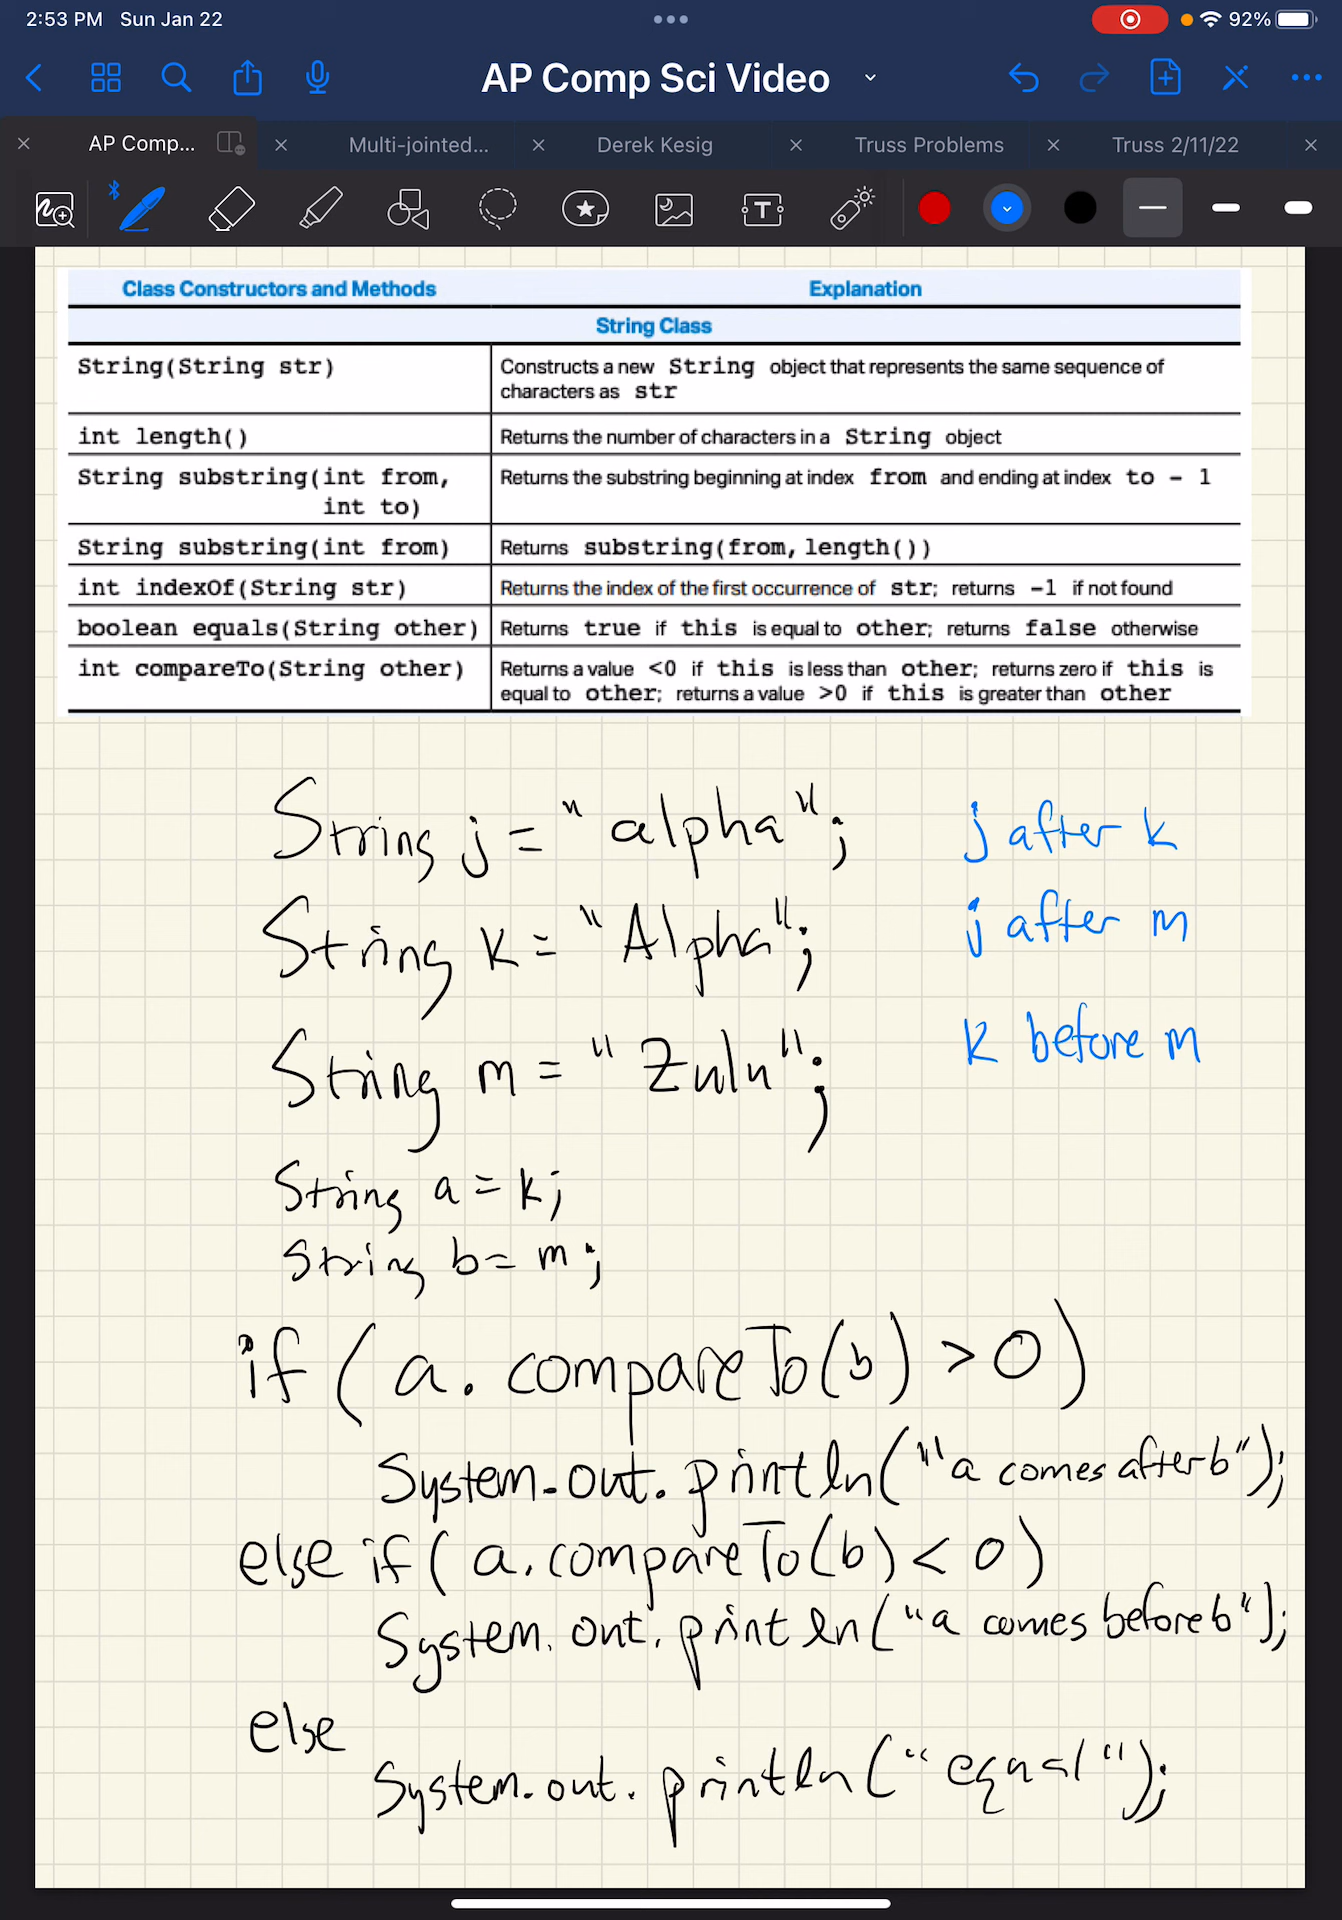 2:53 PM Sun Jan 22
92%
AP Comp Sci Video
AP Comp...
Multi-jointed...
Derek Kesig
Truss Problems
Truss 2/11/22
Class Constructors and Methods
Explanation
String Class
String(String str)
Constructs a new String object that represents the same sequence of
characters as str
int length()
Returns the number of characters in a String object
String substring(int from,
int to)
Returns the substring beginning at index from and ending at index to - 1
String substring(int from)
Returns substring(from, length())
int indexOf(String str)
Returns the index of the first occurrence of str; returns -1 if not found
boolean equals(String other)
Returns true if this is equal to other; returns false otherwise
int compareTo(String other)
Returns a value <0 if this is less than other; returns zero if this is
equal to other; returns a value >0 if this is greater than other
String j = "alpha";
j after k
String k = "Alpha";
j after m
String m = "Zulu";
k before m
String a = k;
String b = m;
if (a.compareTo(b) > 0)
System.out.println("a comes after b");
else if (a.compareTo(b) < 0)
System.out.println("a comes before b");
else
System.out.println("equal");